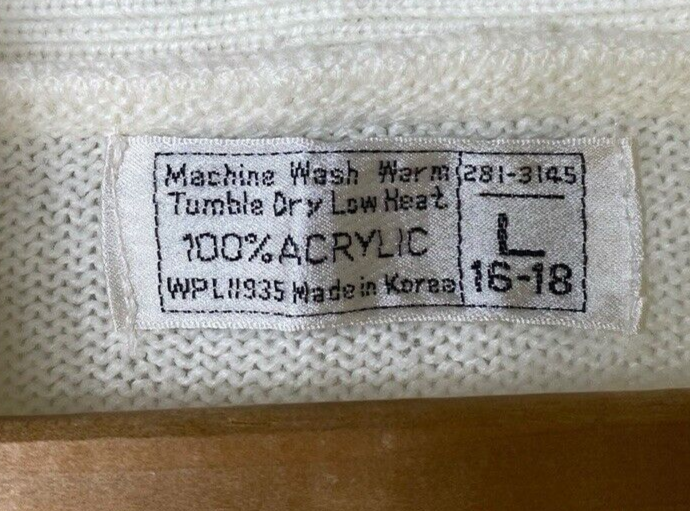 Machine Wash Warm
Tumble Dry Low Heat
100% ACRYLIC
WPL11935 Made in Korea
281-3145
L
16-18